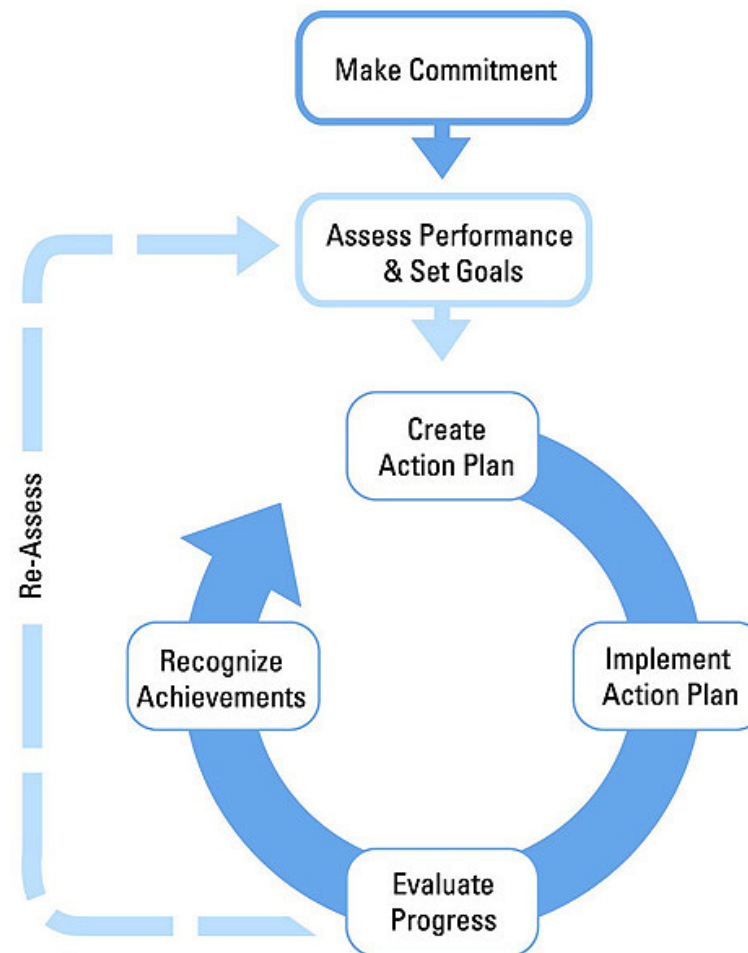 Make Commitment
Assess Performance
& Set Goals
Create
Action Plan
Re-Assess
Recognize
Achievements
Implement
Action Plan
Evaluate
Progress